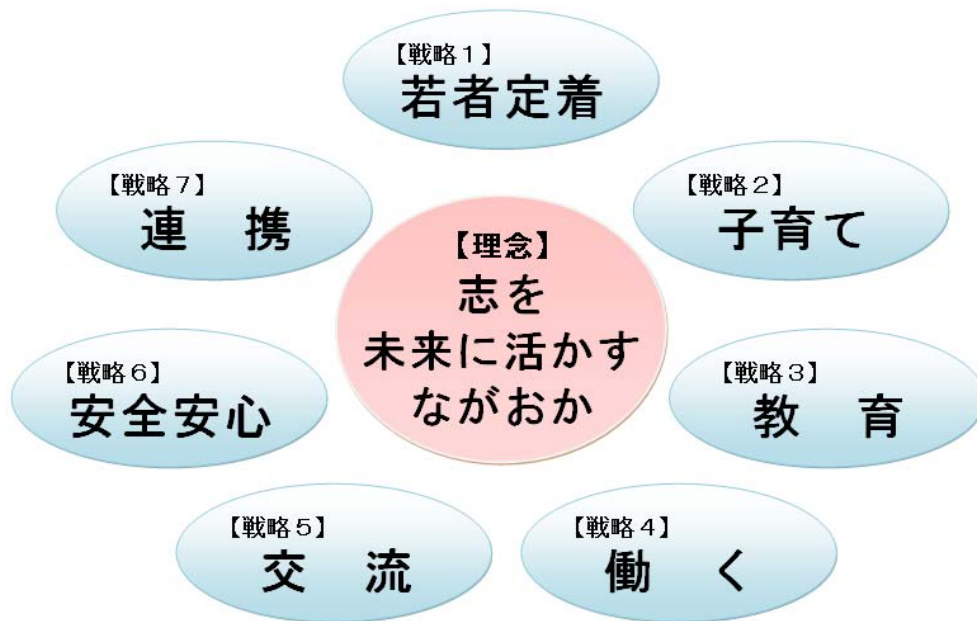 【戦略１】
若者定着
【戦略２】
子育て
【戦略３】
教　育
【戦略４】
働　く
【戦略５】
交　流
【戦略６】
安全安心
【戦略７】
連　携
【理念】
志を
未来に活かす
ながおか